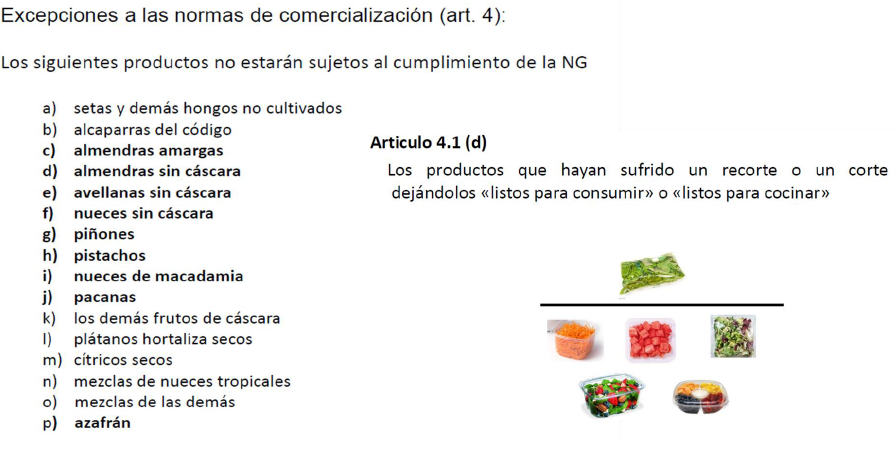 Excepciones a las normas de comercialización (art. 4):
Los siguientes productos no estarán sujetos al cumplimiento de la NG
a) setas y demás hongos no cultivados
b) alcaparras del código
c) almendras amargas
d) almendras sin cáscara
e) avellanas sin cáscara
f) nueces sin cáscara
g) piñones
h) pistachos
i) nueces de macadamia
j) pacanas
k) los demás frutos de cáscara
l) plátanos hortaliza secos
m) cítricos secos
n) mezclas de nueces tropicales
o) mezclas de las demás
p) azafrán
Articulo 4.1 (d)
Los productos que hayan sufrido un recorte o un corte
dejándolos «listos para consumir» o «listos para cocinar»